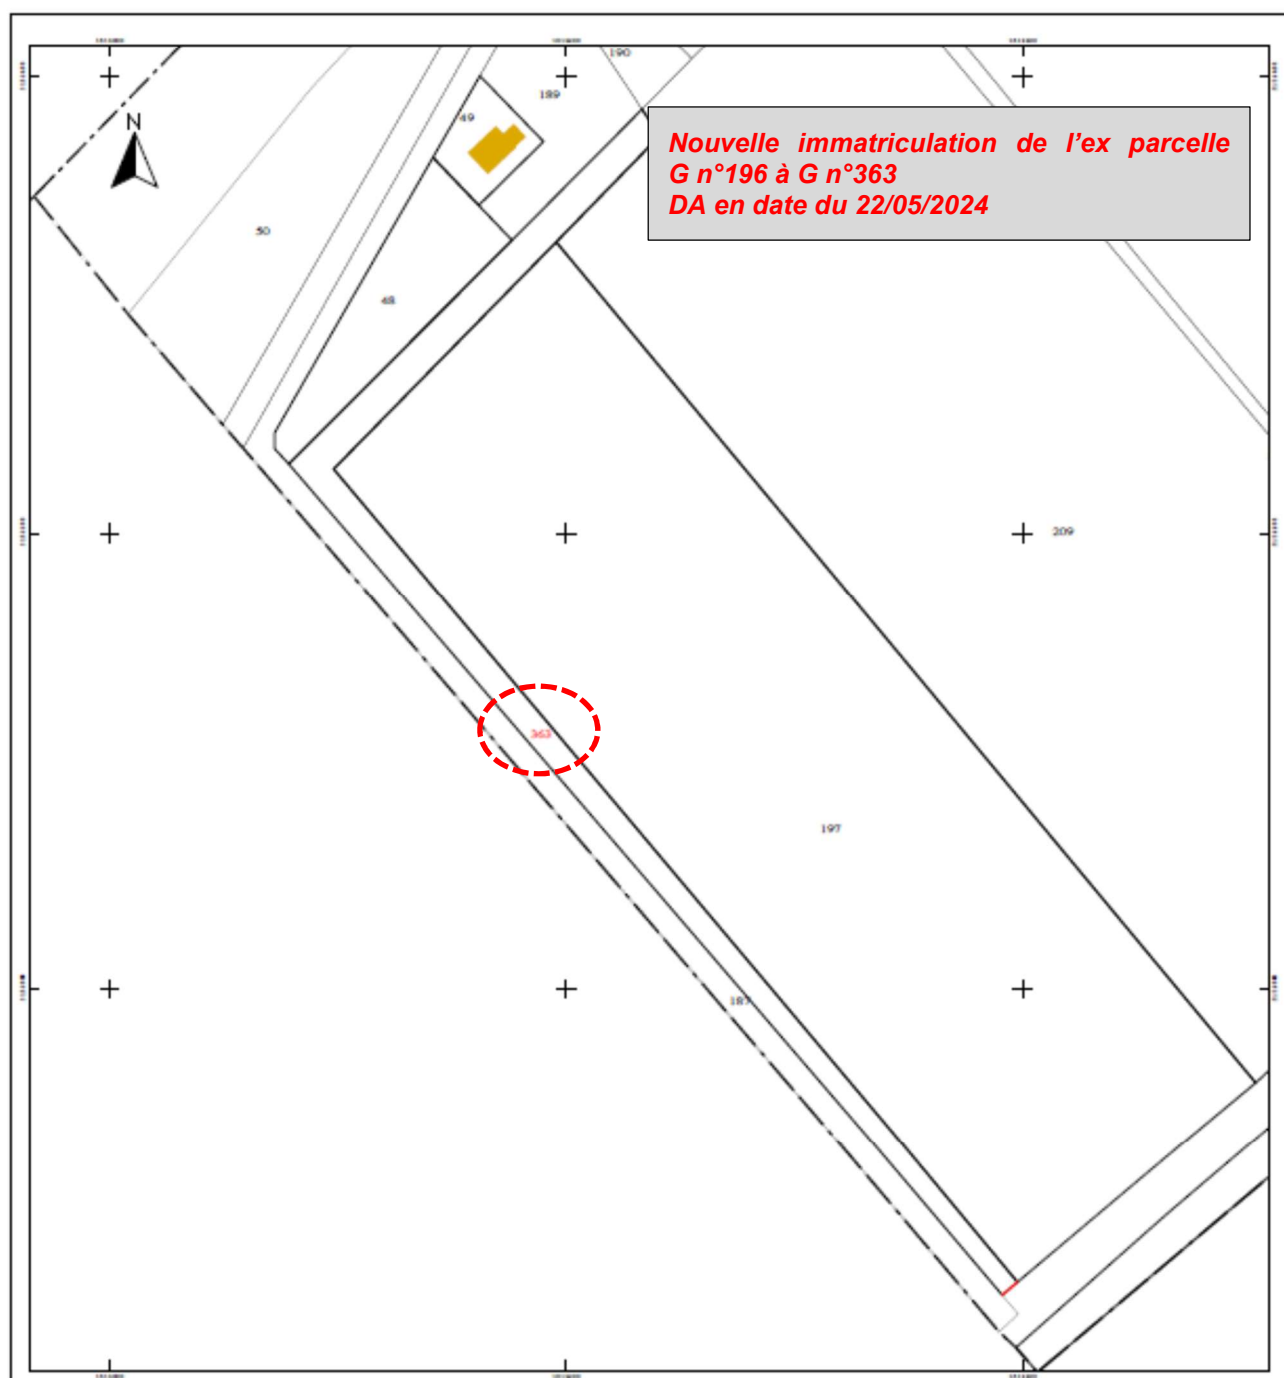 190
189
49
N
Nouvelle immatriculation de l'ex parcelle
G n°196 à G n°363
DA en date du 22/05/2024
50
48
209
363
197
187